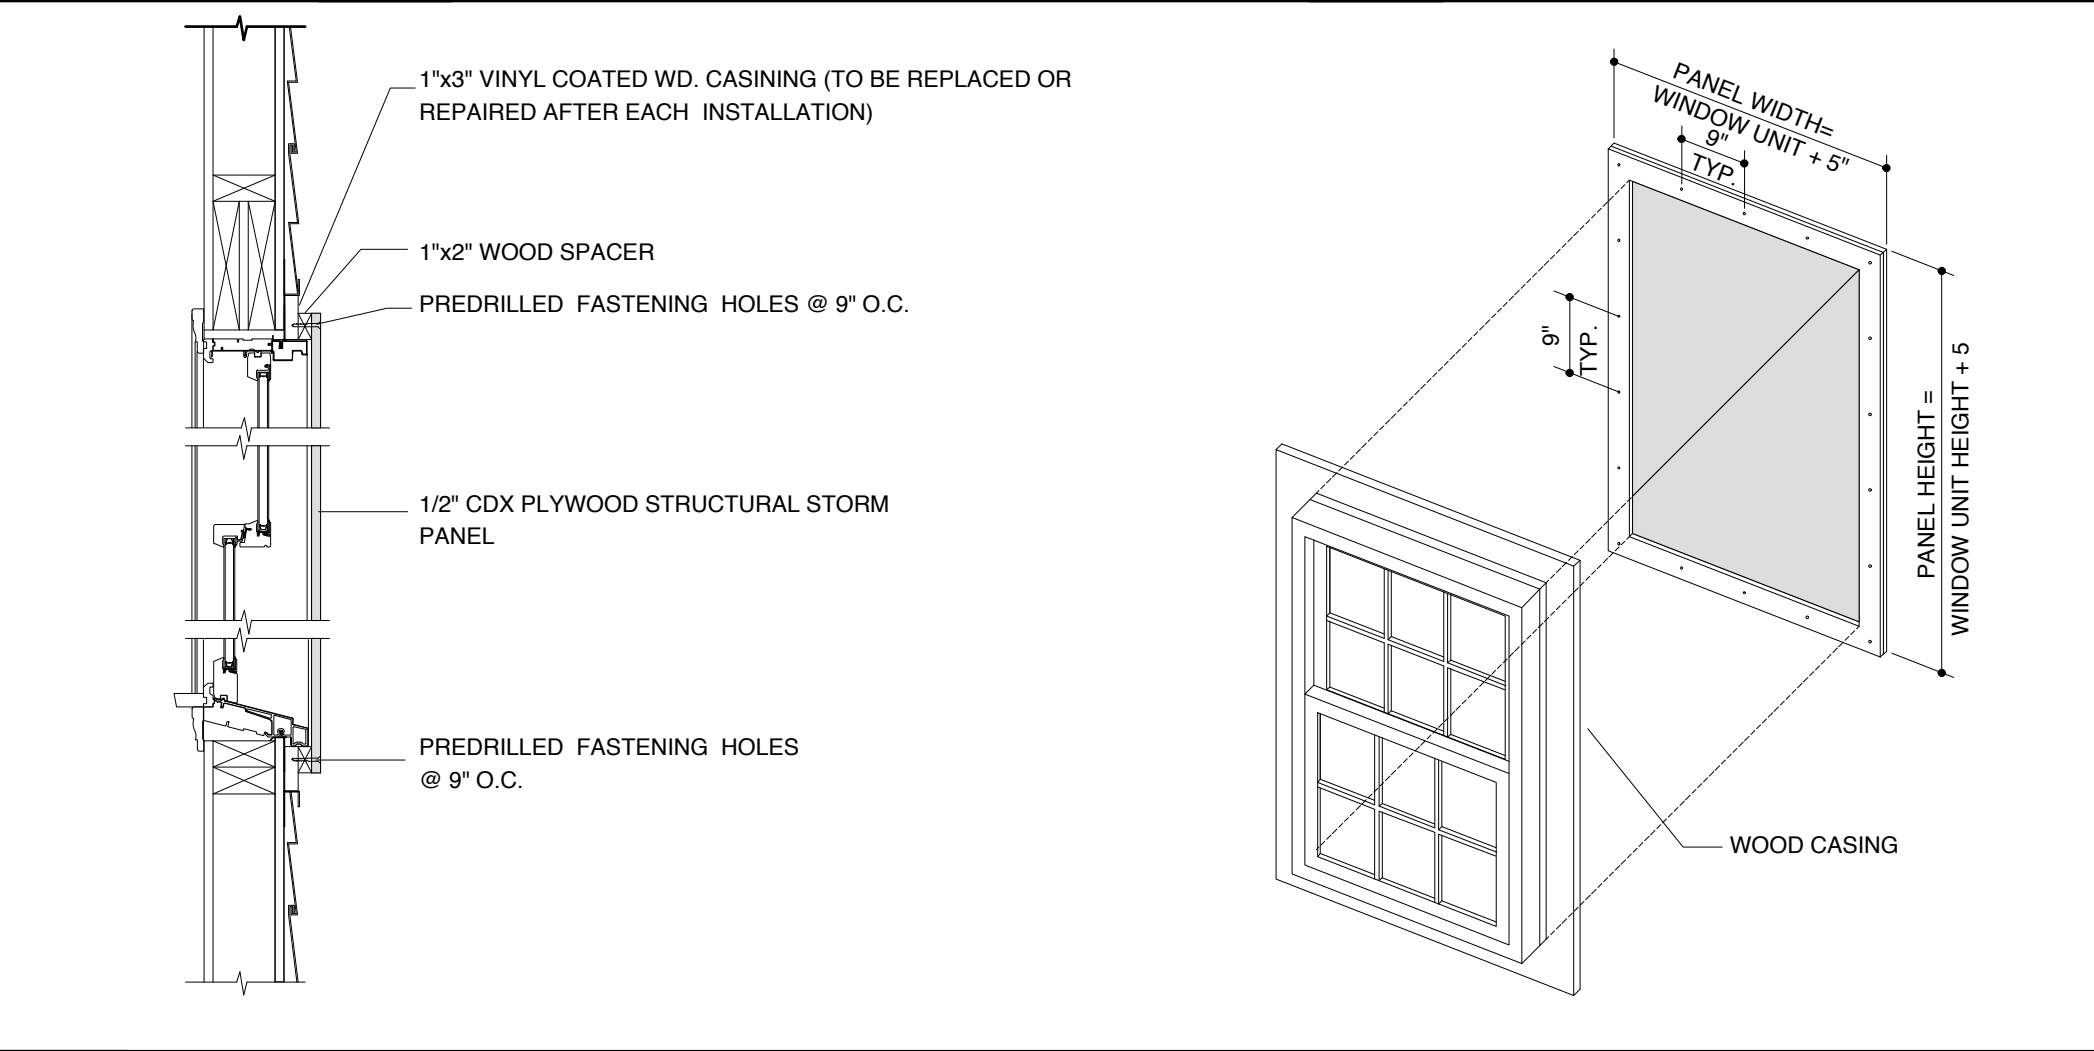 1"x3" VINYL COATED WD. CASINING (TO BE REPLACED OR
REPAIRED AFTER EACH INSTALLATION)
1"x2" WOOD SPACER
PREDRILLED FASTENING HOLES @ 9" O.C.
1/2" CDX PLYWOOD STRUCTURAL STORM
PANEL
PREDRILLED FASTENING HOLES
@ 9" O.C.
PANEL WIDTH=
WINDOW UNIT + 5"
9"
TYP.
9"
TYP.
PANEL HEIGHT =
WINDOW UNIT HEIGHT + 5
WOOD CASING